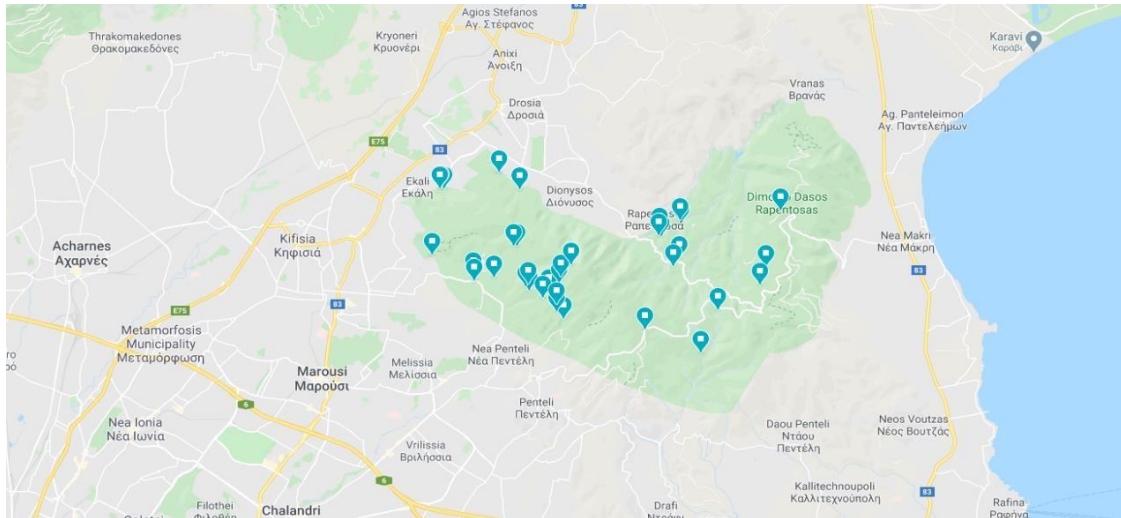 Agios Stefanos
Αγ. Στέφανος
Thrakomakedones
Θρακομακεδόνες
Kryoneri
Κρυονέρι
Karavi
Καράβι
Anixi
Άνοιξη
Vranas
Βρανάς
Drosia
Δροσιά
Ag. Panteleimon
Αγ. Παντελεήμων
E75
83
Ekali
Εκάλη
Dionysos
Διόνυσος
Dasos
Rapentosas
Acharnes
Αχαρνές
Kifisia
Κηφισιά
Nea Makri
Νέα Μάκρη
83
E75
83
Metamorfosis
Municipality
Μεταμόρφωση
Nea Penteli
Νέα Πεντέλη
Marousi
Μαρούσι
Melissia
Μελίσσια
6
Penteli
Πεντέλη
Nea Ionia
Νέα Ιωνία
Daou Penteli
Ντάου
Πεντέλη
Neos Voutzas
Νέος Βουτζάς
Vrilissia
Βριλήσσια
6
Kallitechnoupoli
Καλλιτεχνούπολη
83
Filothei
Chalandri
Drafi
Rafina